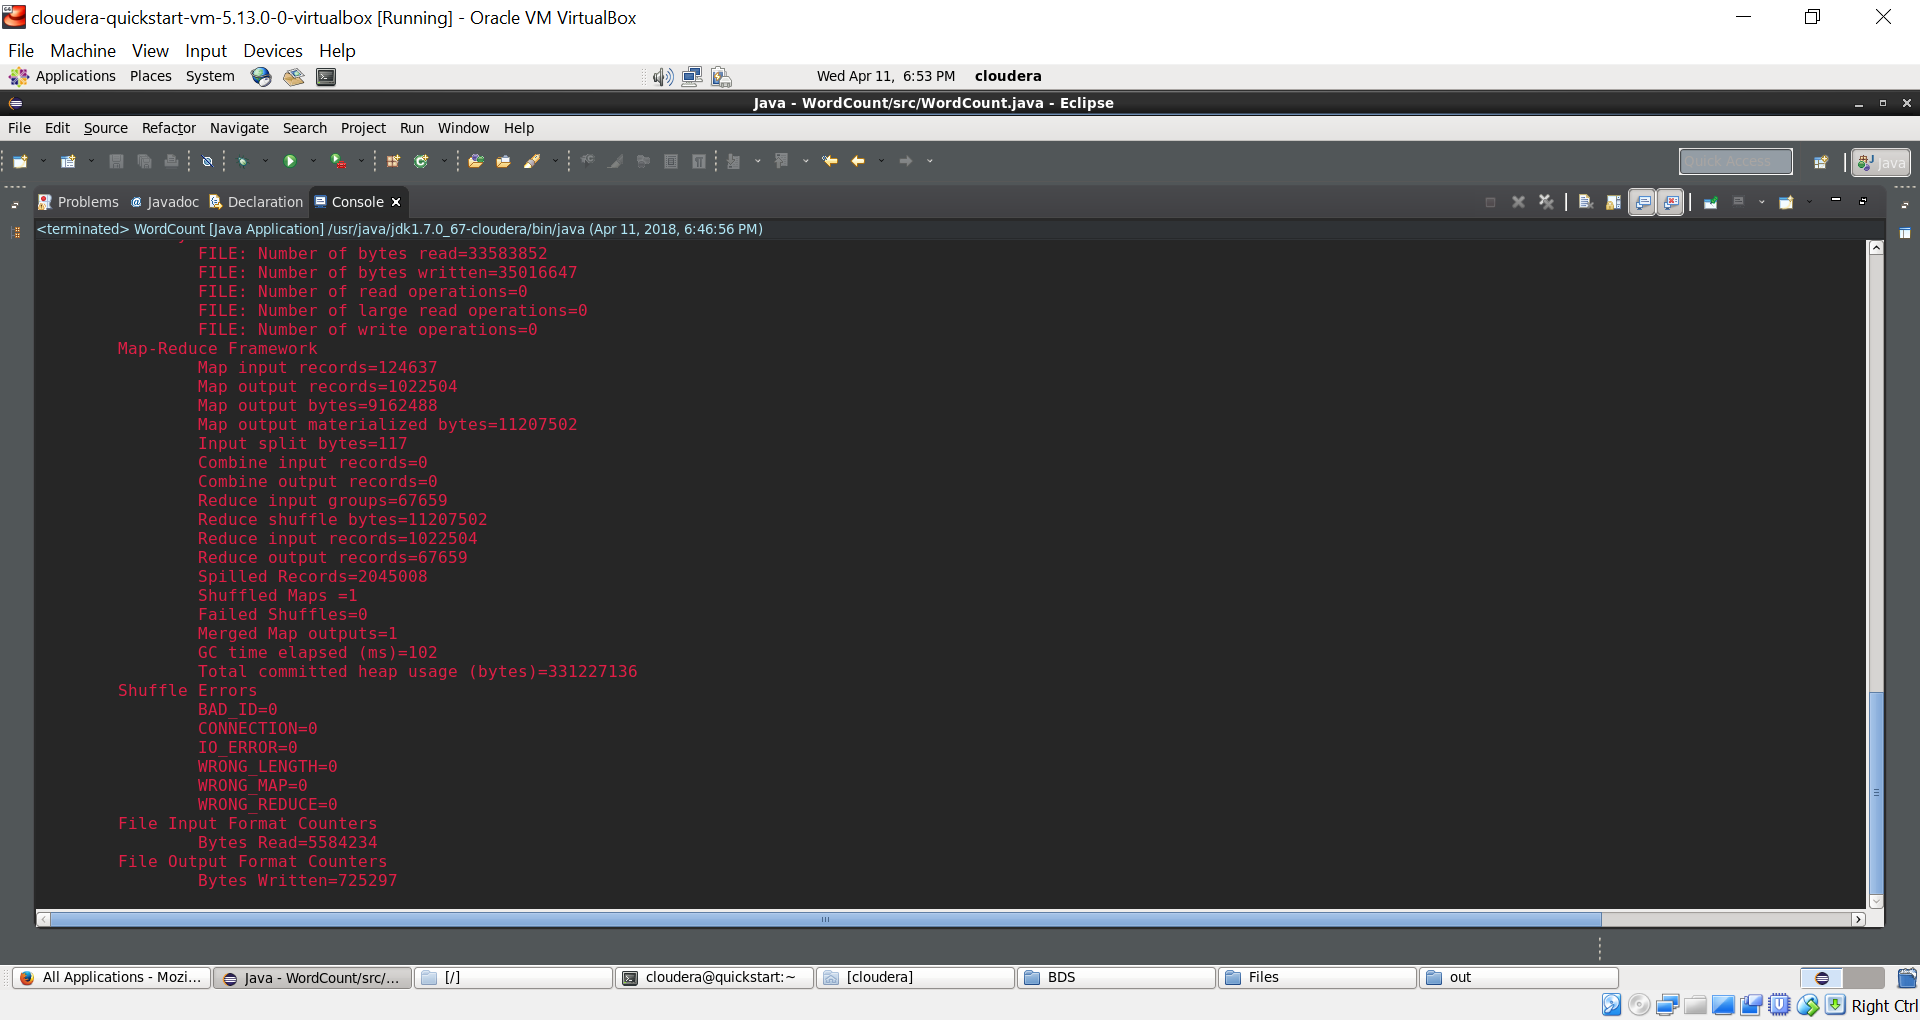 cloudera-quickstart-vm-5.13.0-0-virtualbox [Running] - Oracle VM VirtualBox
File Machine View Input Devices Help
Applications Places System Wed Apr 11, 6:53 PM cloudera
Java - WordCount/src/WordCount.java - Eclipse
File Edit Source Refactor Navigate Search Project Run Window Help
Quick Access Java
Problems Javadoc Declaration Console
<terminated> WordCount [Java Application] /usr/java/jdk1.7.0_67-cloudera/bin/java (Apr 11, 2018, 6:46:56 PM)
FILE: Number of bytes read=33583852
FILE: Number of bytes written=35016647
FILE: Number of read operations=0
FILE: Number of large read operations=0
FILE: Number of write operations=0
Map-Reduce Framework
Map input records=124637
Map output records=1022504
Map output bytes=9162488
Map output materialized bytes=11207502
Input split bytes=117
Combine input records=0
Combine output records=0
Reduce input groups=67659
Reduce shuffle bytes=11207502
Reduce input records=1022504
Reduce output records=67659
Spilled Records=2045008
Shuffled Maps =1
Failed Shuffles=0
Merged Map outputs=1
GC time elapsed (ms)=102
Total committed heap usage (bytes)=331227136
Shuffle Errors
BAD_ID=0
CONNECTION=0
IO_ERROR=0
WRONG_LENGTH=0
WRONG_MAP=0
WRONG_REDUCE=0
File Input Format Counters
Bytes Read=5584234
File Output Format Counters
Bytes Written=725297
All Applications - Mozi... Java - WordCount/src/... [/] cloudera@quickstart:~ [cloudera] BDS Files out
Right Ctrl